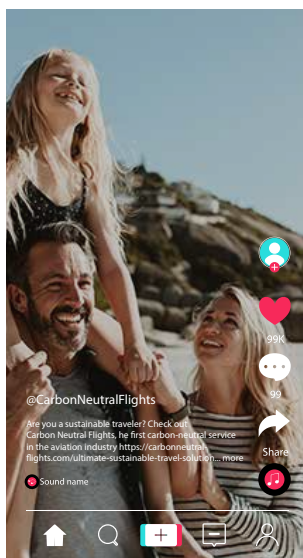 99K
99
Share
@CarbonNeutralFlights
Are you a sustainable traveler? Check out
Carbon Neutral Flights, he first carbon-neutral service
in the aviation industry https://carbonneutral-
flights.com/ultimate-sustainable-travel-solution... more
Sound name